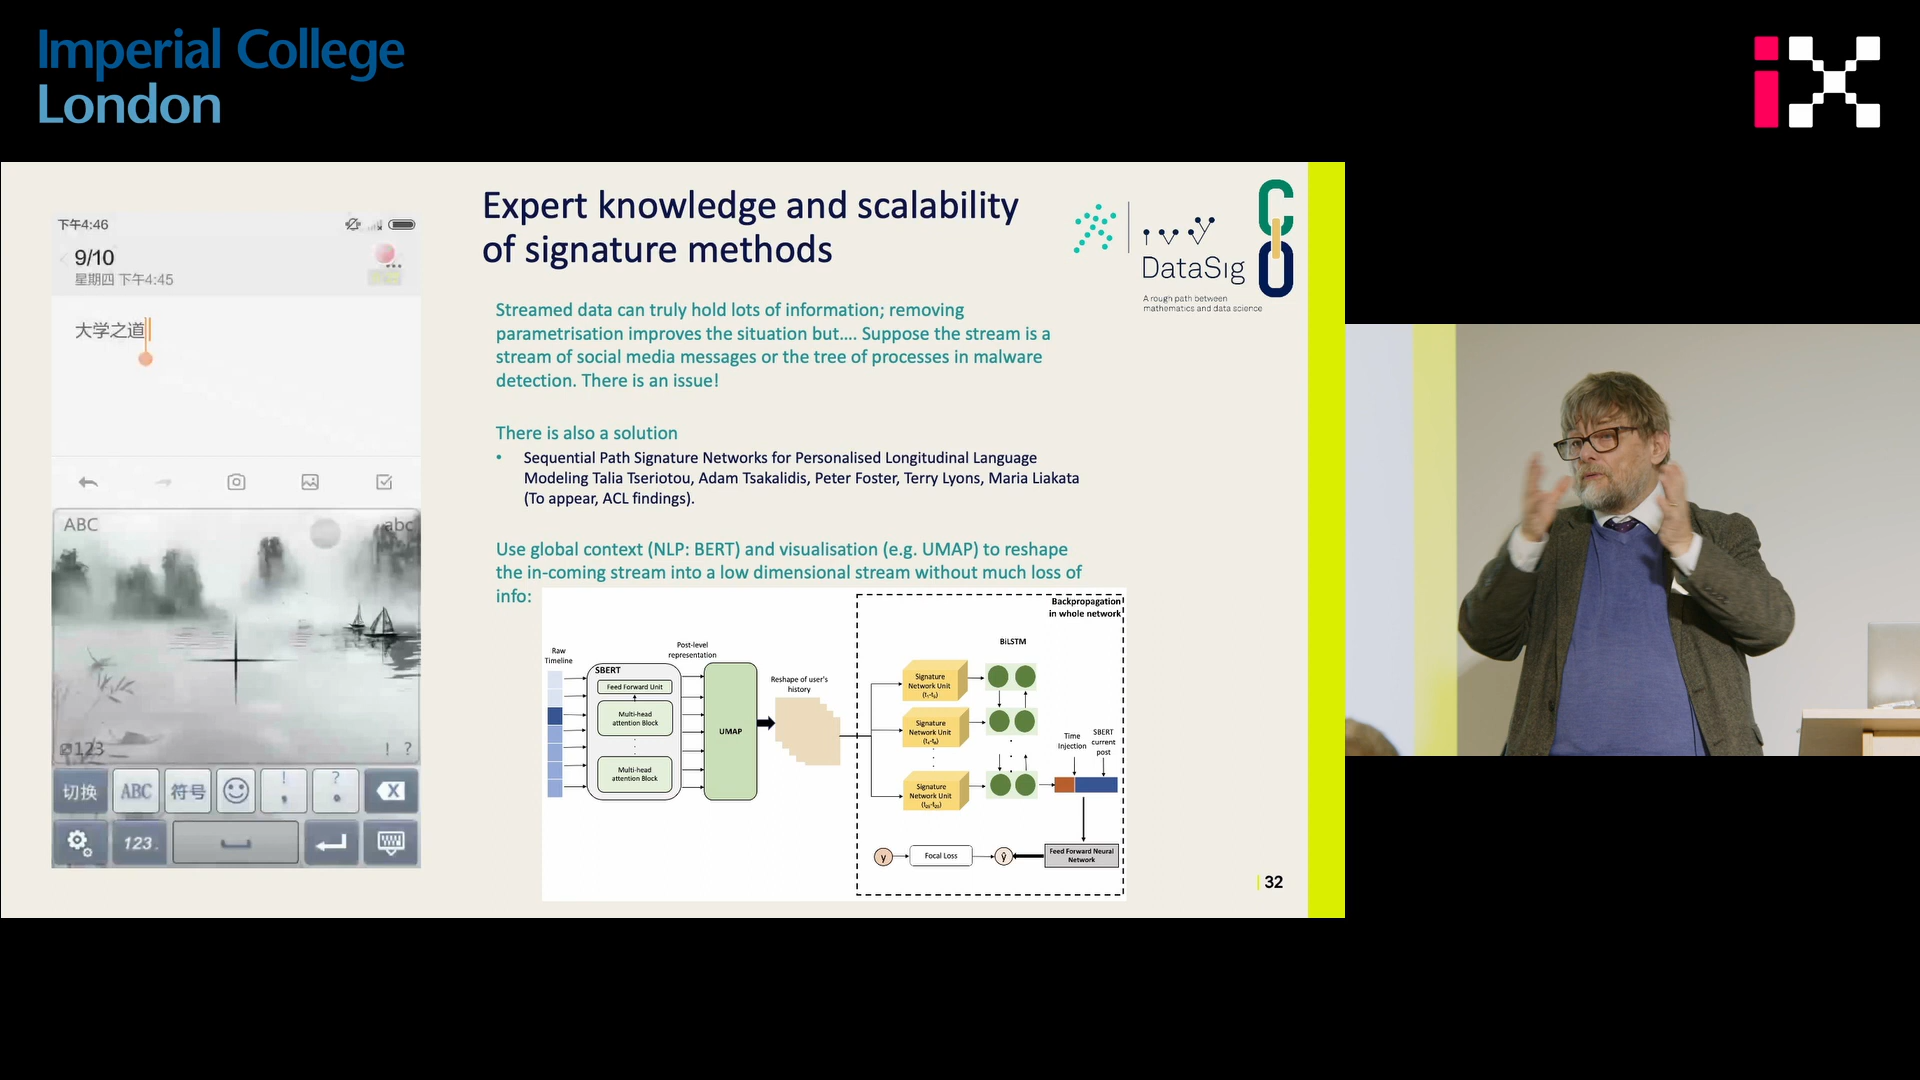 Imperial College
London
iX
下午4:46
9/10
星期四 下午4:45
大学之道
ABC
abc
123
! ?
切换 ABC 符号 ! , ? 。
123.
Expert knowledge and scalability
of signature methods
DataSig
A rough path between
mathematics and data science
Streamed data can truly hold lots of information; removing
parametrisation improves the situation but…. Suppose the stream is a
stream of social media messages or the tree of processes in malware
detection. There is an issue!
There is also a solution
• Sequential Path Signature Networks for Personalised Longitudinal Language
Modeling Talia Tseriotou, Adam Tsakalidis, Peter Foster, Terry Lyons, Maria Liakata
(To appear, ACL findings).
Use global context (NLP: BERT) and visualisation (e.g. UMAP) to reshape
the in-coming stream into a low dimensional stream without much loss of
info:
Raw
Timeline
SBERT
Feed Forward Unit
Multi-head
attention Block
Multi-head
attention Block
Post-level
representation
UMAP
Reshape of user's
history
Backpropagation
in whole network
BiLSTM
Signature
Network Unit
Signature
Network Unit
Signature
Network Unit
Time
Injection
SBERT
current
post
y
Focal Loss
ŷ
Feed Forward Neural
Network
32